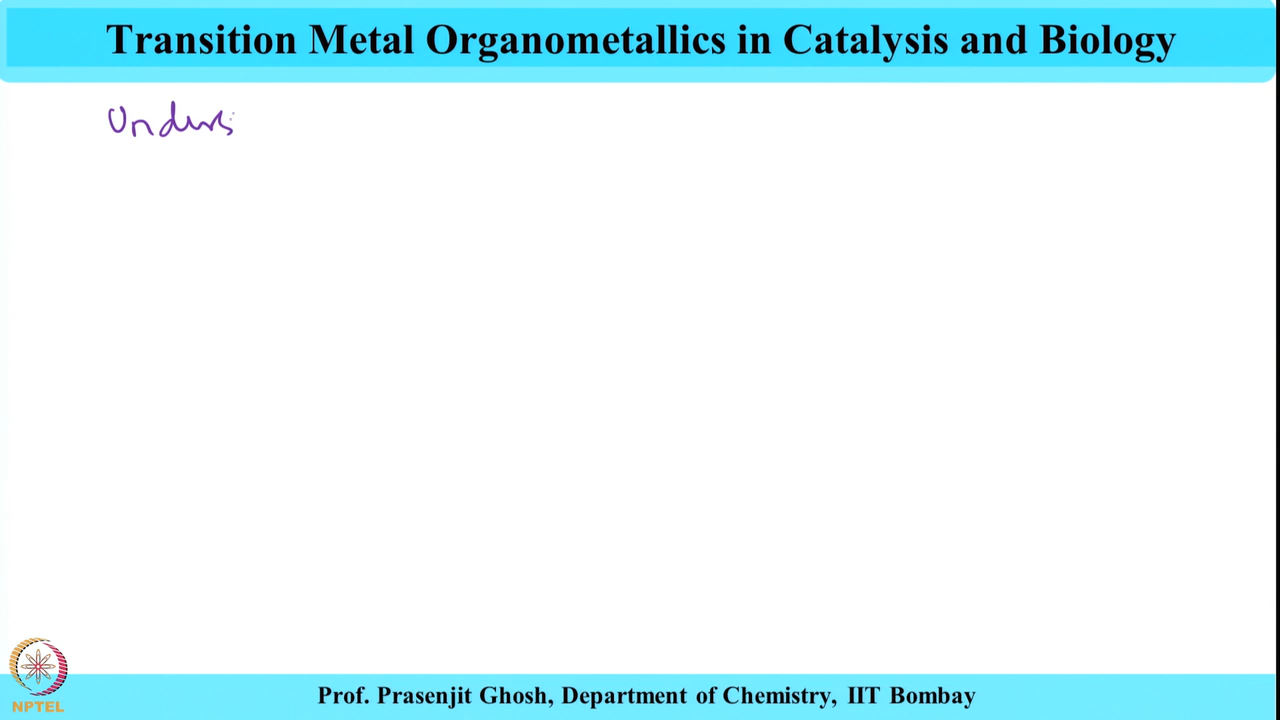 Transition Metal Organometallics in Catalysis and Biology
Unders
NPTEL
Prof. Prasenjit Ghosh, Department of Chemistry, IIT Bombay